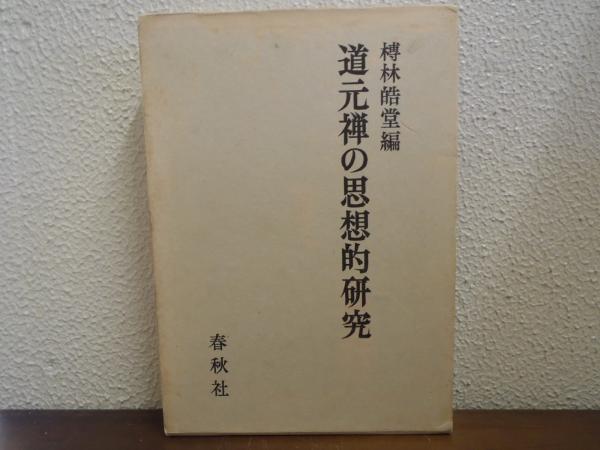 榑林皓堂編
道元禅の思想的研究
春秋社